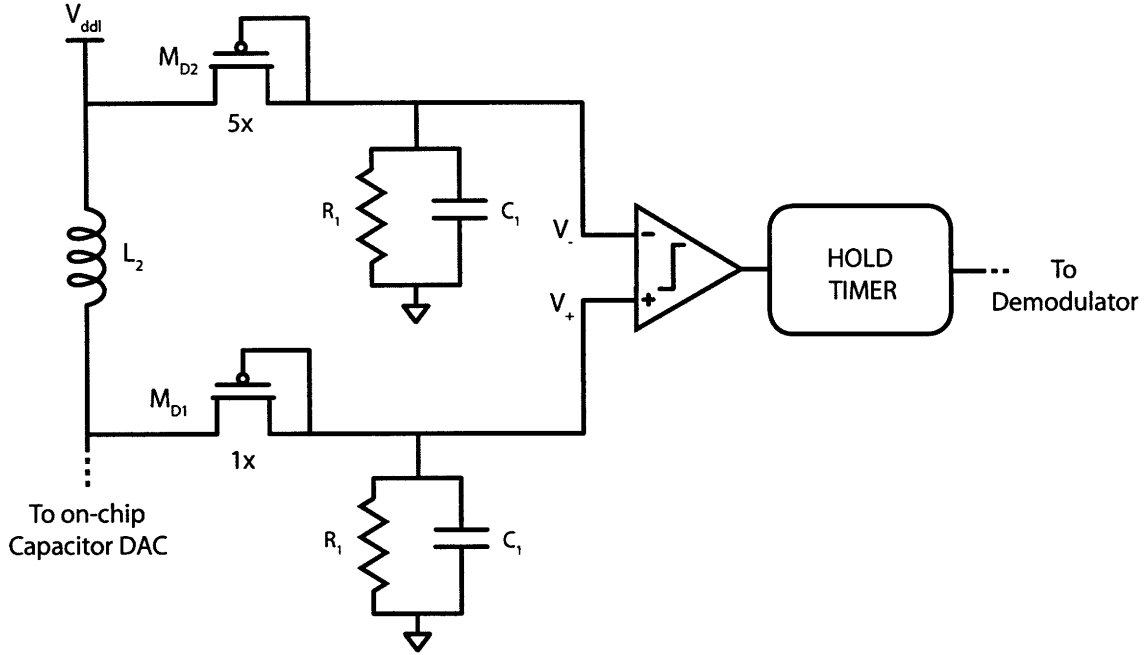 V_ddl
M_D2
5x
R_1
C_1
L_2
V_-
-
HOLD
TIMER
To
Demodulator
V_+
+
M_D1
1x
To on-chip
Capacitor DAC
R_1
C_1